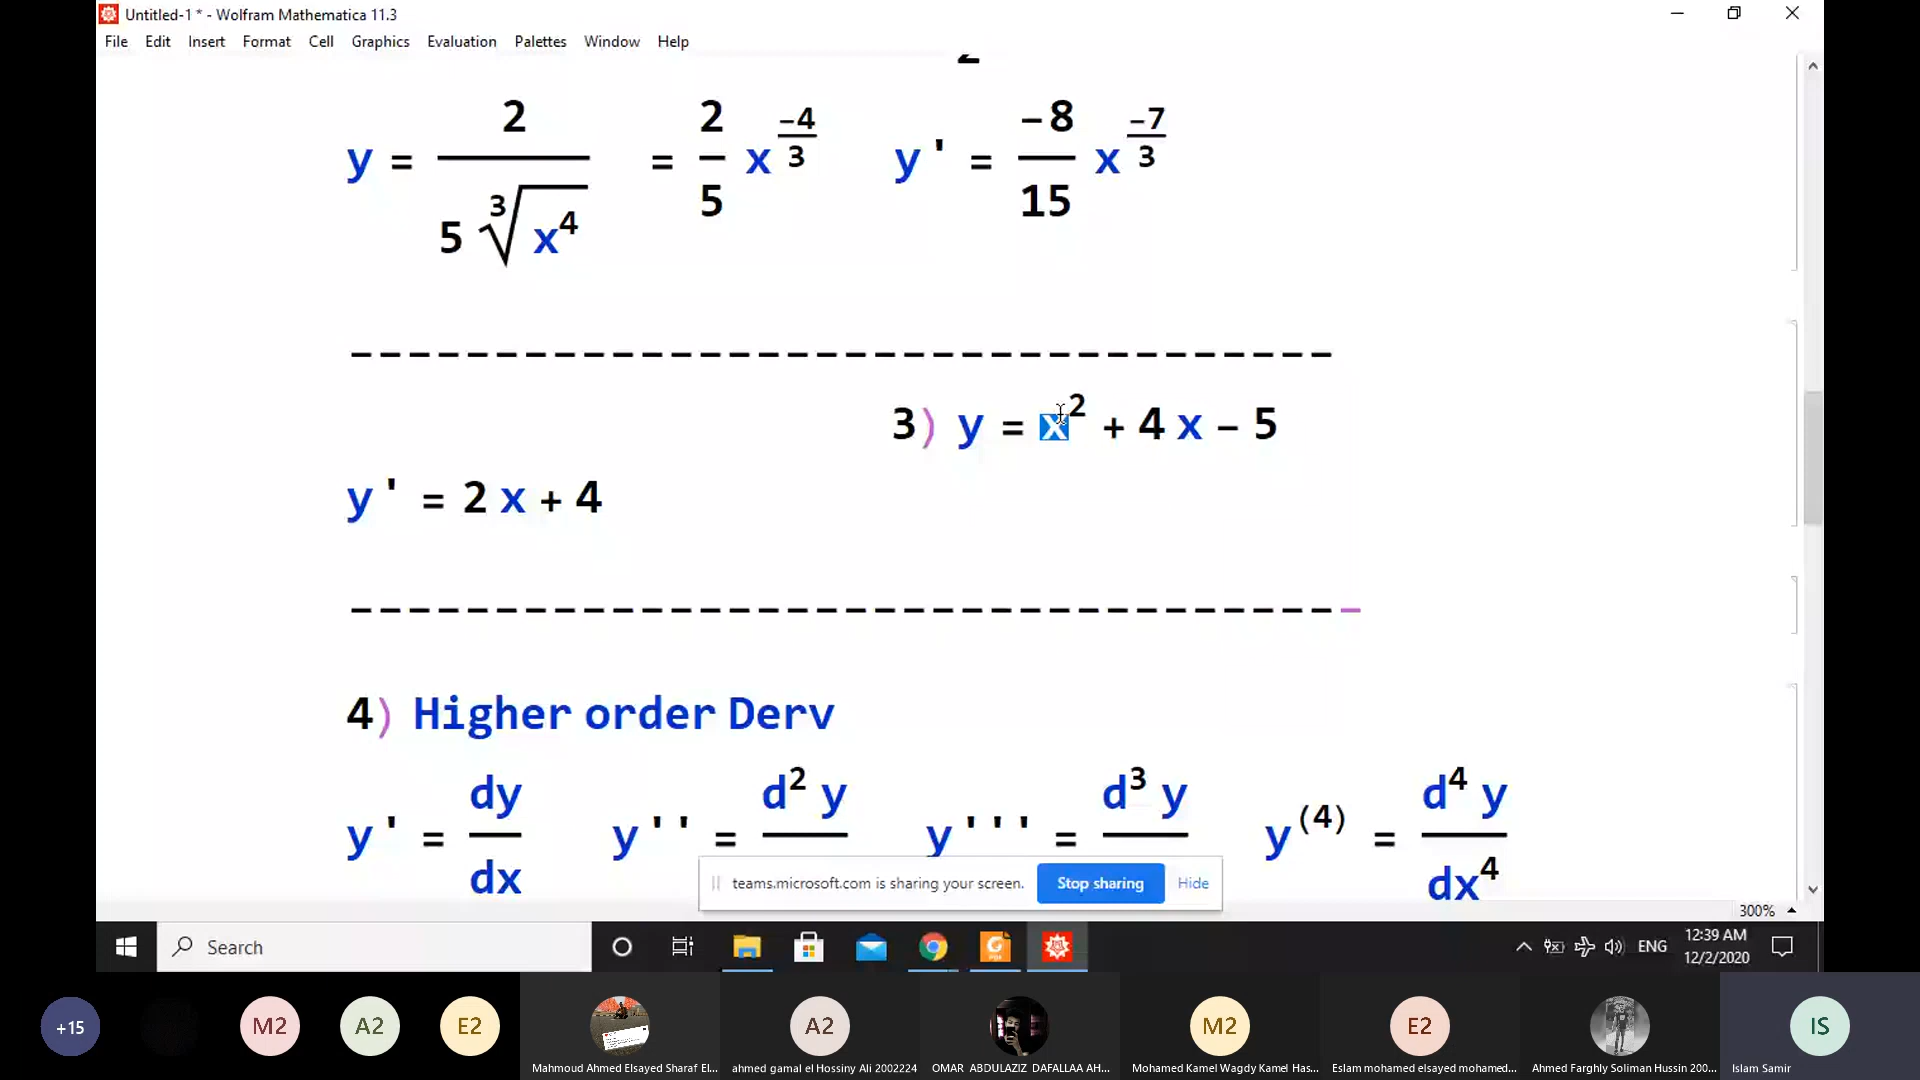 Untitled-1 * - Wolfram Mathematica 11.3
File Edit Insert Format Cell Graphics Evaluation Palettes Window Help
y = 2 / (5 ∛x⁴) = 2/5 x^(-4/3) y' = -8/15 x^(-7/3)
----------------------------------
3) y = x² + 4 x - 5
y' = 2 x + 4
-----------------------------------
4) Higher order Derv
y' = dy/dx y'' = d² y y''' = d³ y y⁽⁴⁾ = d⁴ y/dx⁴
teams.microsoft.com is sharing your screen. Stop sharing Hide
300%
Search
ENG
12:39 AM
12/2/2020
+15 M2 A2 E2 A2 M2 E2 IS
Mahmoud Ahmed Elsayed Sharaf El... ahmed gamal el Hossiny Ali 2002224 OMAR ABDULAZIZ DAFALLAA AH... Mohamed Kamel Wagdy Kamel Has... Eslam mohamed elsayed mohamed... Ahmed Farghly Soliman Hussin 200... Islam Samir